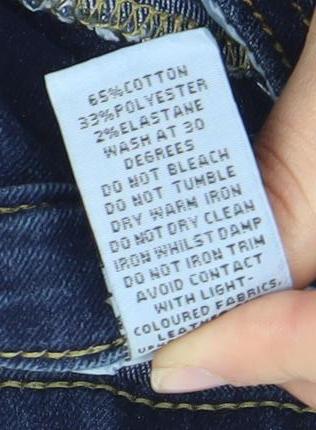 65%COTTON
33%POLYESTER
2%ELASTANE
WASH AT 30
DEGREES
DO NOT BLEACH
DO NOT TUMBLE
DRY WARM IRON
DO NOT DRY CLEAN
IRON WHILST DAMP
DO NOT IRON TRIM
AVOID CONTACT
WITH LIGHT-
COLOURED FABRICS,